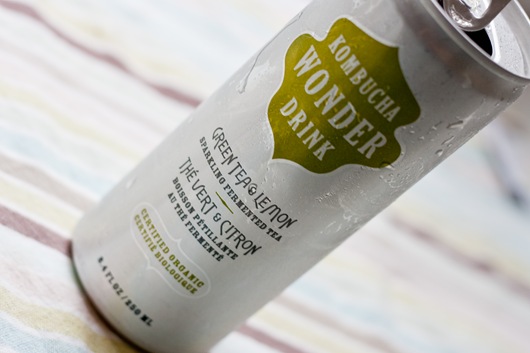 KOMBUCHA
WONDER
DRINK
GREEN TEA & LEMON
SPARKLING FERMENTED TEA
THÉ VERT & CITRON
BOISSON PÉTILLANTE
AU THÉ FERMENTÉ
CERTIFIED ORGANIC
CERTIFIÉ BIOLOGIQUE
8.4 FL OZ/250 ML